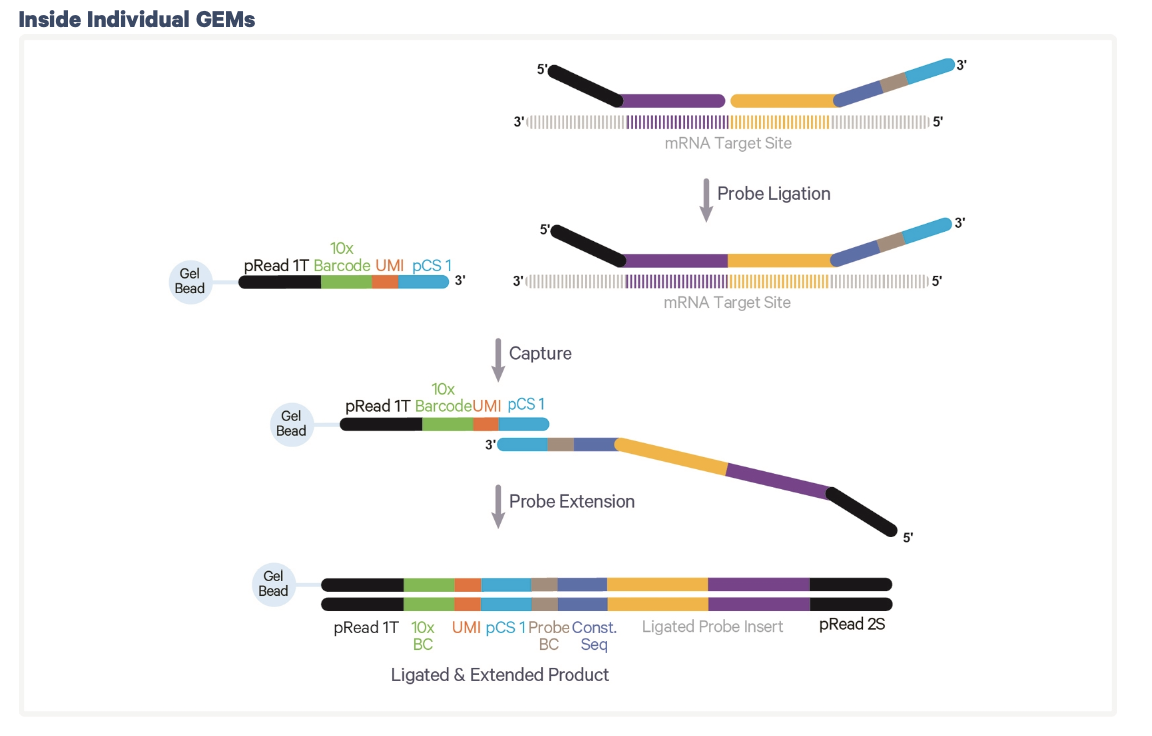 Inside Individual GEMs
5' 3'
3' 5'
mRNA Target Site
Probe Ligation
5' 3'
10x
pRead 1T Barcode UMI pCS 1
Gel
Bead
3'
3' 5'
mRNA Target Site
Capture
10x
pRead 1T Barcode UMI pCS 1
Gel
Bead
3'
Probe Extension
5'
Gel
Bead
pRead 1T 10x UMI pCS 1 Probe Const. Ligated Probe Insert pRead 2S
BC BC Seq
Ligated & Extended Product